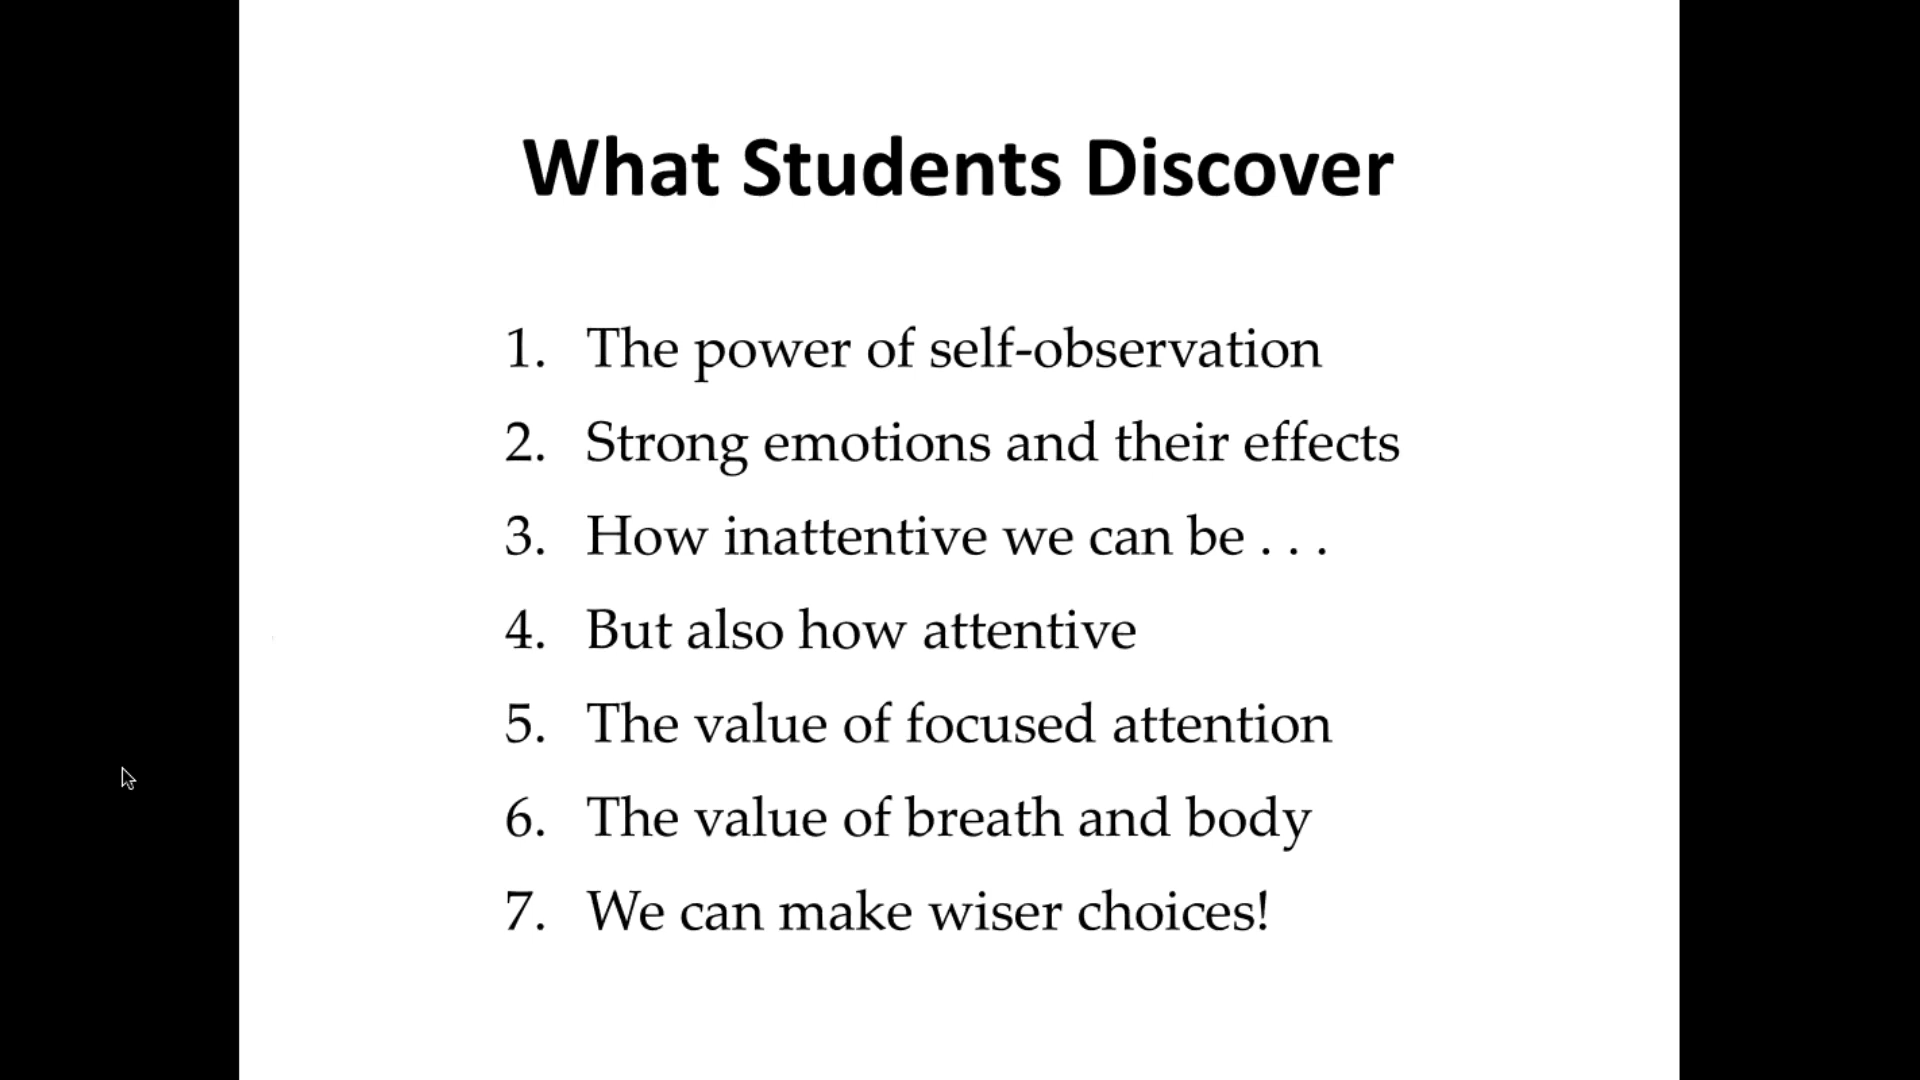 What Students Discover
1. The power of self-observation
2. Strong emotions and their effects
3. How inattentive we can be . . .
4. But also how attentive
5. The value of focused attention
6. The value of breath and body
7. We can make wiser choices!